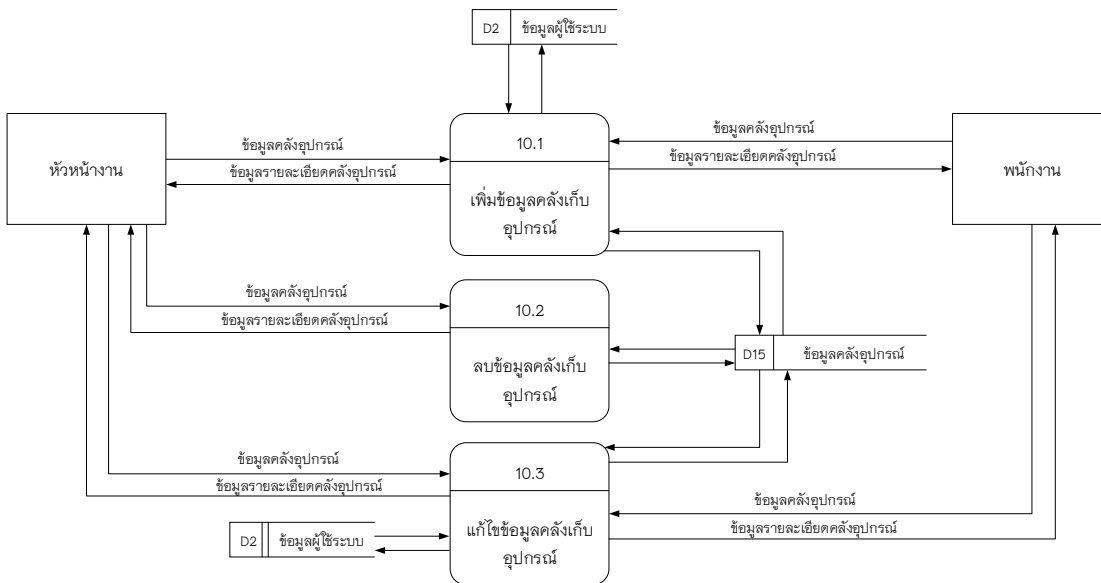 D2 ข้อมูลผู้ใช้ระบบ
หัวหน้างาน
ข้อมูลคลังอุปกรณ์
ข้อมูลรายละเอียดคลังอุปกรณ์
10.1
เพิ่มข้อมูลคลังเก็บ
อุปกรณ์
ข้อมูลคลังอุปกรณ์
ข้อมูลรายละเอียดคลังอุปกรณ์
พนักงาน
ข้อมูลคลังอุปกรณ์
ข้อมูลรายละเอียดคลังอุปกรณ์
10.2
ลบข้อมูลคลังเก็บ
อุปกรณ์
D15 ข้อมูลคลังอุปกรณ์
ข้อมูลคลังอุปกรณ์
ข้อมูลรายละเอียดคลังอุปกรณ์
10.3
แก้ไขข้อมูลคลังเก็บ
อุปกรณ์
ข้อมูลคลังอุปกรณ์
ข้อมูลรายละเอียดคลังอุปกรณ์
D2 ข้อมูลผู้ใช้ระบบ